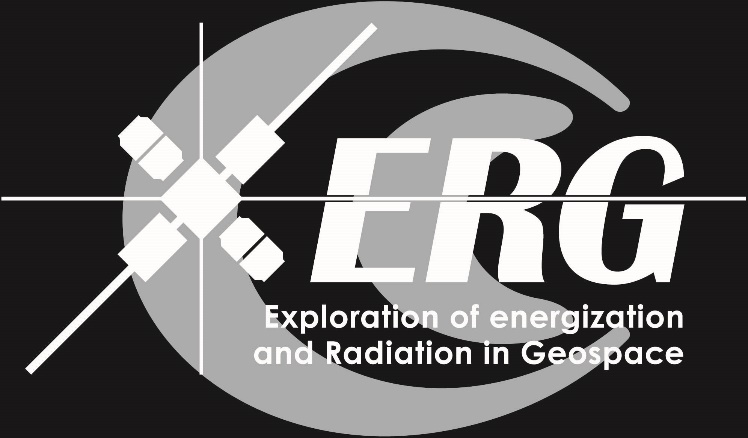 ERG
Exploration of energization
and Radiation in Geospace